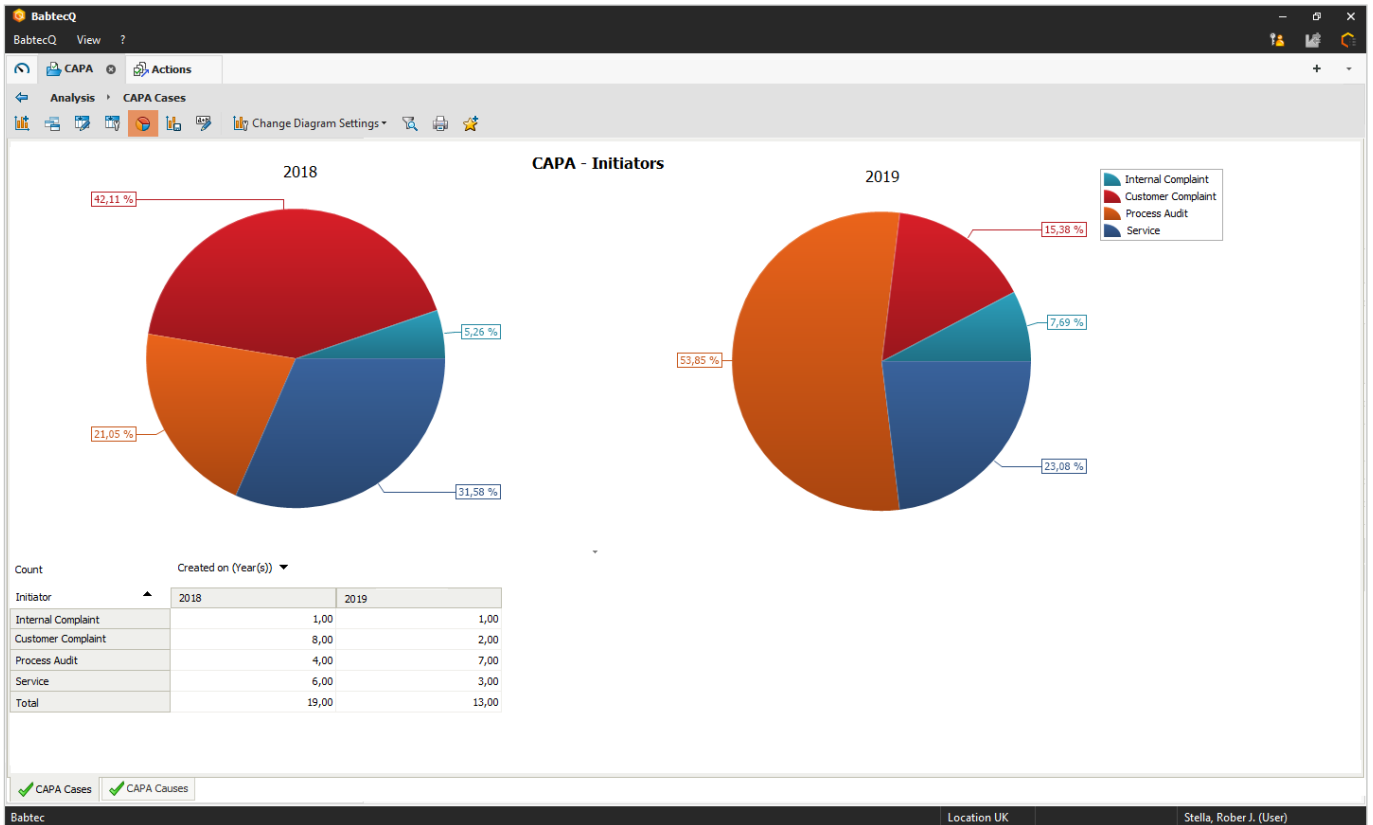 BabtecQ
BabtecQ View ?
CAPA Actions
Analysis CAPA Cases
Change Diagram Settings
CAPA - Initiators
2018
42,11 %
5,26 %
21,05 %
31,58 %
2019
15,38 %
7,69 %
53,85 %
23,08 %
Internal Complaint
Customer Complaint
Process Audit
Service
Count Created on (Year(s))
Initiator 2018 2019
Internal Complaint 1,00 1,00
Customer Complaint 8,00 2,00
Process Audit 4,00 7,00
Service 6,00 3,00
Total 19,00 13,00
CAPA Cases CAPA Causes
Babtec Location UK Stella, Rober J. (User)